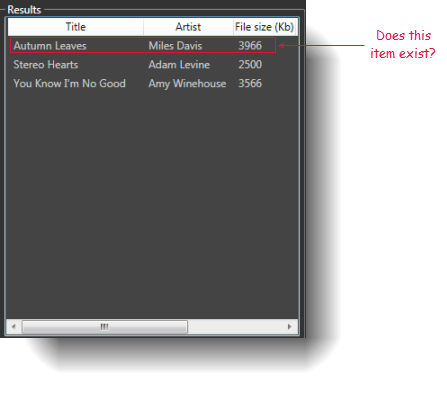 Results
Title Artist File size (Kb)
Autumn Leaves Miles Davis 3966
Stereo Hearts Adam Levine 2500
You Know I'm No Good Amy Winehouse 3566
Does this
item exist?